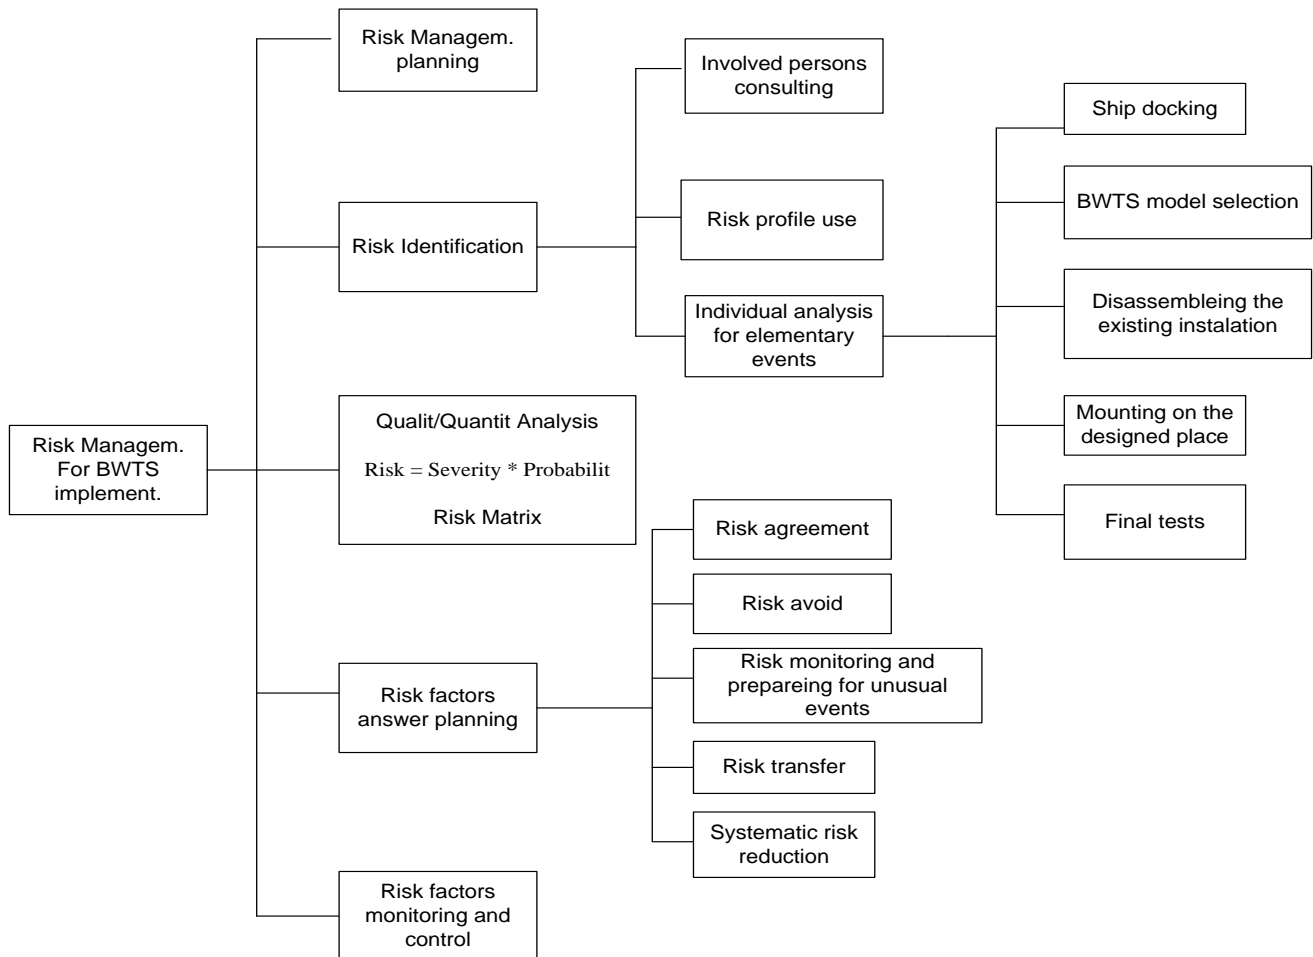 Risk Managem.
For BWTS
implement.
Risk Managem.
planning
Risk Identification
Qualit/Quantit Analysis
Risk = Severity * Probabilit
Risk Matrix
Risk factors
answer planning
Risk factors
monitoring and
control
Involved persons
consulting
Risk profile use
Individual analysis
for elementary
events
Risk agreement
Risk avoid
Risk monitoring and
prepareing for unusual
events
Risk transfer
Systematic risk
reduction
Ship docking
BWTS model selection
Disassembleing the
existing instalation
Mounting on the
designed place
Final tests